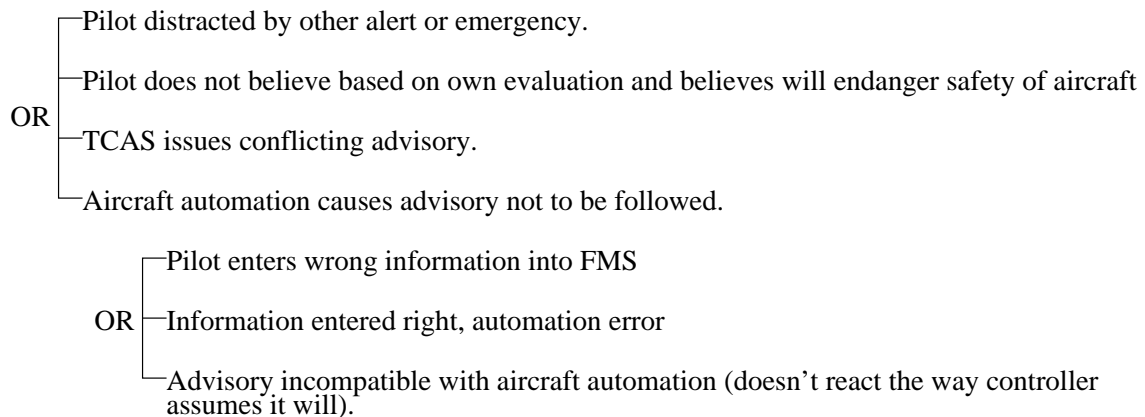 Pilot distracted by other alert or emergency.
Pilot does not believe based on own evaluation and believes will endanger safety of aircraft
OR
TCAS issues conflicting advisory.
Aircraft automation causes advisory not to be followed.
Pilot enters wrong information into FMS
OR
Information entered right, automation error
Advisory incompatible with aircraft automation (doesn't react the way controller
assumes it will).